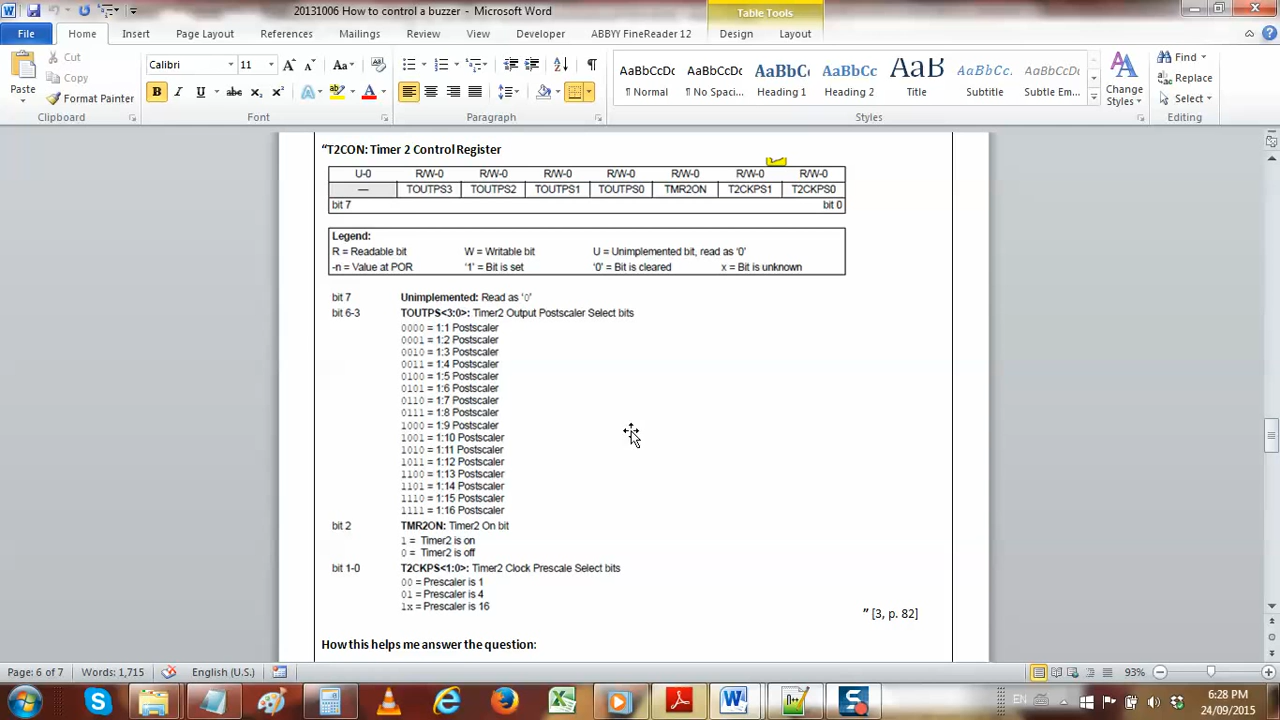 20131006 How to control a buzzer - Microsoft Word
Table Tools
File Home Insert Page Layout References Mailings Review View Developer ABBYY FineReader 12 Design Layout
Paste
Cut
Copy
Format Painter
Calibri 11
B I U abc x₂ x² A
AaBbCcDc AaBbCcDc AaBbCc AaBbCc AaB AaBbCcL AaBbCcDc
¶ Normal ¶ No Spaci... Heading 1 Heading 2 Title Subtitle Subtle Em...
Change
Styles
Find
Replace
Select
Clipboard Font Paragraph Styles Editing
“T2CON: Timer 2 Control Register
U-0 R/W-0 R/W-0 R/W-0 R/W-0 R/W-0 R/W-0 R/W-0
— TOUTPS3 TOUTPS2 TOUTPS1 TOUTPS0 TMR2ON T2CKPS1 T2CKPS0
bit 7 bit 0
Legend:
R = Readable bit W = Writable bit U = Unimplemented bit, read as ‘0’
-n = Value at POR ‘1’ = Bit is set ‘0’ = Bit is cleared x = Bit is unknown
bit 7 Unimplemented: Read as ‘0’
bit 6-3 TOUTPS<3:0>: Timer2 Output Postscaler Select bits
0000 = 1:1 Postscaler
0001 = 1:2 Postscaler
0010 = 1:3 Postscaler
0011 = 1:4 Postscaler
0100 = 1:5 Postscaler
0101 = 1:6 Postscaler
0110 = 1:7 Postscaler
0111 = 1:8 Postscaler
1000 = 1:9 Postscaler
1001 = 1:10 Postscaler
1010 = 1:11 Postscaler
1011 = 1:12 Postscaler
1100 = 1:13 Postscaler
1101 = 1:14 Postscaler
1110 = 1:15 Postscaler
1111 = 1:16 Postscaler
bit 2 TMR2ON: Timer2 On bit
1 = Timer2 is on
0 = Timer2 is off
bit 1-0 T2CKPS<1:0>: Timer2 Clock Prescale Select bits
00 = Prescaler is 1
01 = Prescaler is 4
1x = Prescaler is 16
” [3, p. 82]
How this helps me answer the question:
Page: 6 of 7 Words: 1,715 English (U.S.) 93%
EN
6:28 PM
24/09/2015